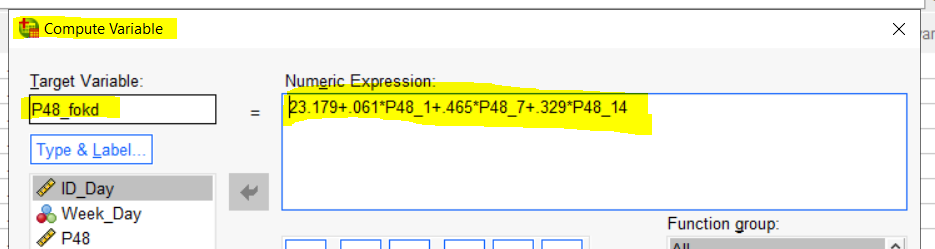 Compute Variable
Target Variable:
Numeric Expression:
P48_fokd
=
23.179+.061*P48_1+.465*P48_7+.329*P48_14
Type & Label...
ID_Day
Week_Day
P48
Function group:
All